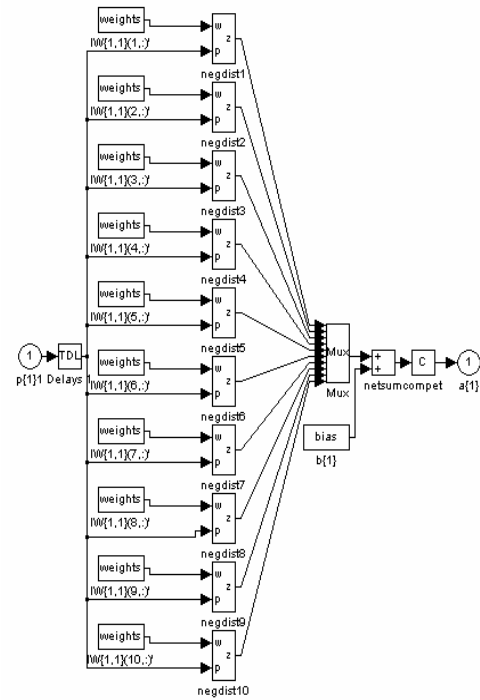 weights
w
z
p
IW{1,1}(1,:)'
negdist1
weights
w
z
p
IW{1,1}(2,:)'
negdist2
weights
w
z
p
IW{1,1}(3,:)'
negdist3
weights
w
z
p
IW{1,1}(4,:)'
negdist4
weights
w
z
p
IW{1,1}(5,:)'
negdist5
1
TDL
p{1}1 Delays 1
weights
w
z
p
IW{1,1}(6,:)'
negdist6
weights
w
z
p
IW{1,1}(7,:)'
negdist7
weights
w
z
p
IW{1,1}(8,:)'
negdist8
weights
w
z
p
IW{1,1}(9,:)'
negdist9
weights
w
z
p
IW{1,1}(10,:)'
negdist10
Mux
Mux
+
+
C
1
netsumcompet
a{1}
bias
b{1}